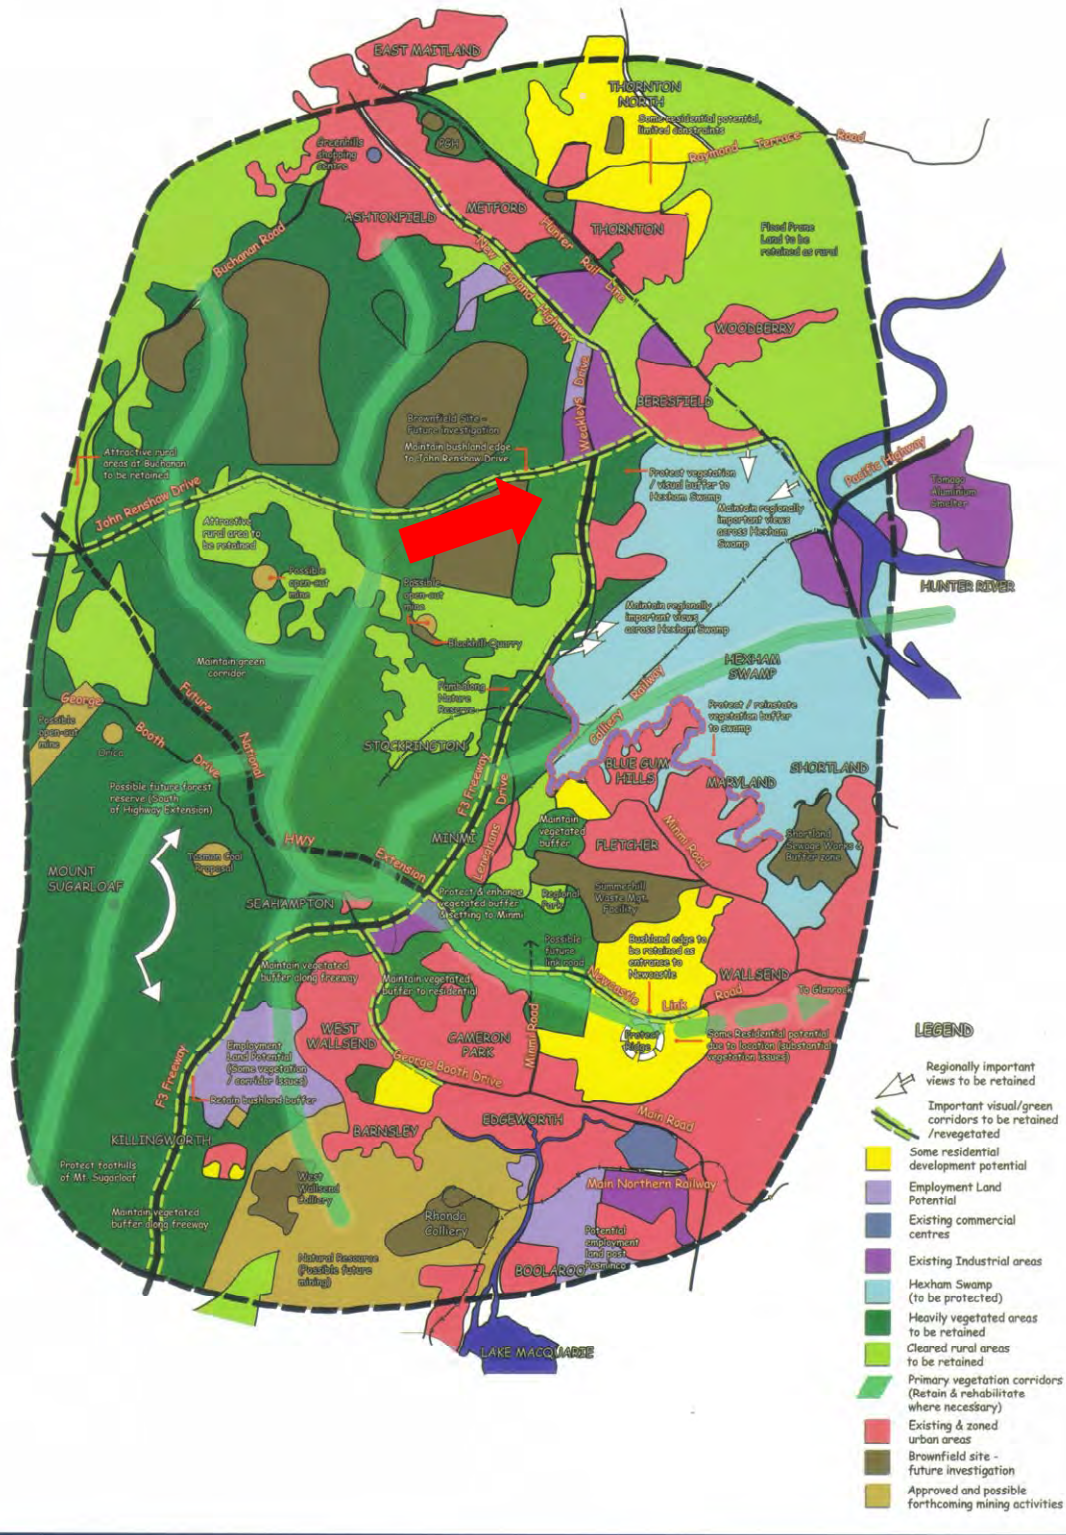 EAST MAITLAND
THORNTON
NORTH
Some residential potential,
limited constraints
Raymond Terrace Road
PGH
Greenhills
shopping
centre
ASHTONFIELD
METFORD
THORNTON
Hunter Rail Line
New England Highway
Flood Prone
Land to be
retained as rural
Buchanan Road
WOODBERRY
BERESFIELD
Weakleys Drive
Brownfield Site -
Future investigation
Maintain bushland edge
to John Renshaw Drive
Attractive rural
areas at Buchanan
to be retained
John Renshaw Drive
Protect vegetation
/ visual buffer to
Hexham Swamp
Pacific Highway
Tomago
Aluminium
Smelter
Maintain regionally
important views
across Hexham
Swamp
Attractive
rural area to
be retained
Possible
open-cut
mine
Possible
open-cut
mine
HUNTER RIVER
Maintain regionally
important views
across Hexham Swamp
Blackhill Quarry
Maintain green
corridor
HEXHAM
SWAMP
Pambalong
Nature
Reserve
Colliery Railway
Protect / reinstate
vegetation buffer
to swamp
George Booth Drive
Possible
open-cut
mine
Orica
Future National HWY Extension
STOCKRINGTON
BLUE GUM
HILLS
MARYLAND
SHORTLAND
F3 Freeway
Possible future forest
reserve (South
of Highway Extension)
MINMI
Lenaghans Drive
Maintain
vegetated
buffer
FLETCHER
Minmi Road
Shortland
Sewage Works &
Buffer zone
Tasman Coal
Proposal
MOUNT
SUGARLOAF
SEAHAMPTON
Protect & enhance
vegetated buffer
& setting to Minmi
Regional
Park
Summerhill
Waste Mgt.
Facility
Possible
future
link road
Bushland edge to
be retained as
entrance to
Newcastle
Maintain vegetated
buffer along freeway
Maintain vegetated
buffer to residential
Newcastle Link Road
WALLSEND
To Glenrock
WEST
WALLSEND
CAMERON
PARK
Minmi Road
Protect
Ridge
Some Residential potential
due to location (substantial
vegetation issues)
Employment
Land Potential
(Some vegetation
/ corridor issues)
George Booth Drive
F3 Freeway
Retain bushland buffer
EDGEWORTH
Main Road
KILLINGWORTH
BARNSLEY
Protect foothills
of Mt. Sugarloaf
West
Wallsend
Colliery
Main Northern Railway
Maintain vegetated
buffer along freeway
Rhonda
Colliery
Potential
employment
land post
Pasminco
Natural Resource
(Possible future
mining)
BOOLAROO
LAKE MACQUARIE
LEGEND
Regionally important
views to be retained
Important visual/green
corridors to be retained
/revegetated
Some residential
development potential
Employment Land
Potential
Existing commercial
centres
Existing Industrial areas
Hexham Swamp
(to be protected)
Heavily vegetated areas
to be retained
Cleared rural areas
to be retained
Primary vegetation corridors
(Retain & rehabilitate
where necessary)
Existing & zoned
urban areas
Brownfield site -
future investigation
Approved and possible
forthcoming mining activities